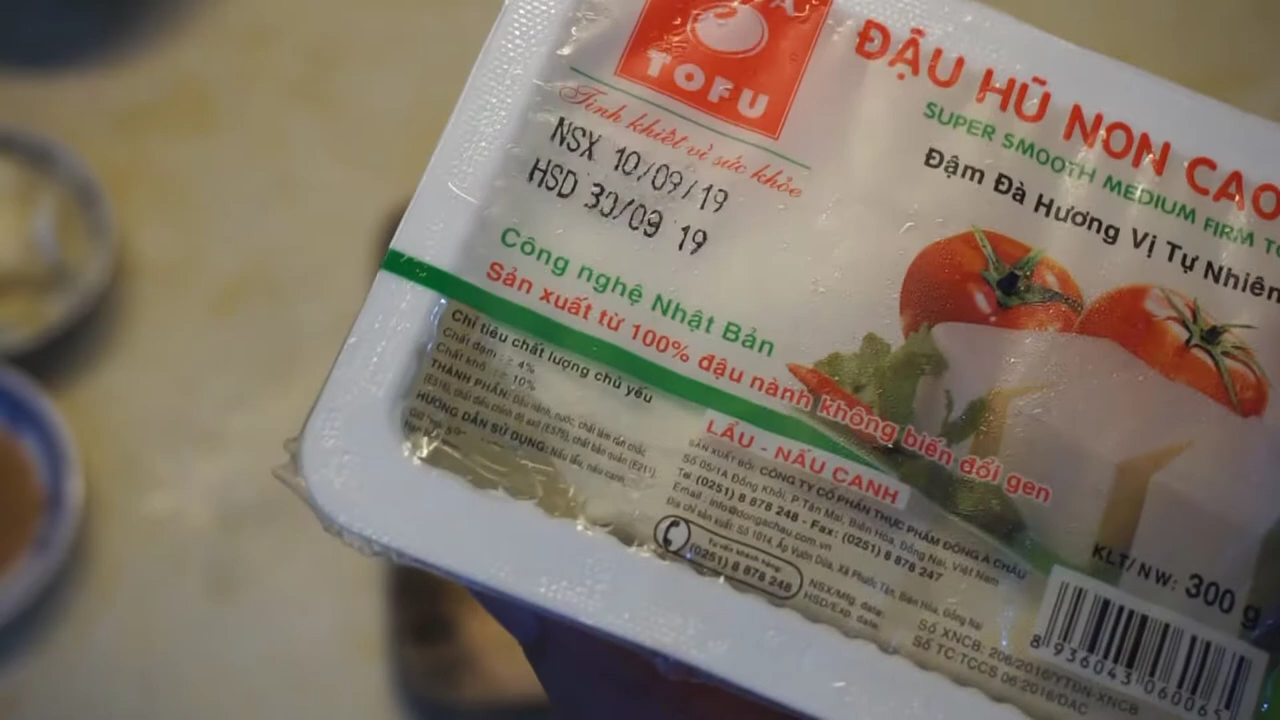 TOFU
Tinh khiết vì sức khỏe
NSX 10/09/19
HSD 30/09 19
ĐẬU HŨ NON CAO
SUPER SMOOTH MEDIUM FIRM
Đậm Đà Hương Vị Tự Nhiên
Công nghệ Nhật Bản
Sản xuất từ 100% đậu nành không biến đổi gen
Chỉ tiêu chất lượng chủ yếu
Chất đạm : ≥ 4%
Chất khô : ≥ 10%
THÀNH PHẦN: Đậu nành, nước, chất làm rắn chắc
(E516), chất điều chỉnh độ axit (E575), chất bảo quản (E211)
HƯỚNG DẪN SỬ DỤNG: Nấu lẩu, nấu canh,
LẨU - NẤU CANH
SẢN XUẤT BỞI: CÔNG TY CỔ PHẦN THỰC PHẨM ĐÔNG Á CHÂU
Số 05/1A Đồng Khởi, P.Tân Mai, Biên Hòa, Đồng Nai, Việt Nam
Tel: (0251) 8 878 248 - Fax: (0251) 8 878 247
Email : info@dongachau.com.vn
Địa chỉ sản xuất: Số 1014, Ấp Vườn Dừa, Xã Phước Tân, Biên Hòa, Đồng Nai
Tư vấn khách hàng:
(0251) 8 878 248
NSX/Mfg. date:
HSD/Exp. date:
Số XNCB: 206/2016/YTĐN-XNCB
Số TC:TCCS 06:2016/DAC
KLT/NW: 300 g
8 936043 060065